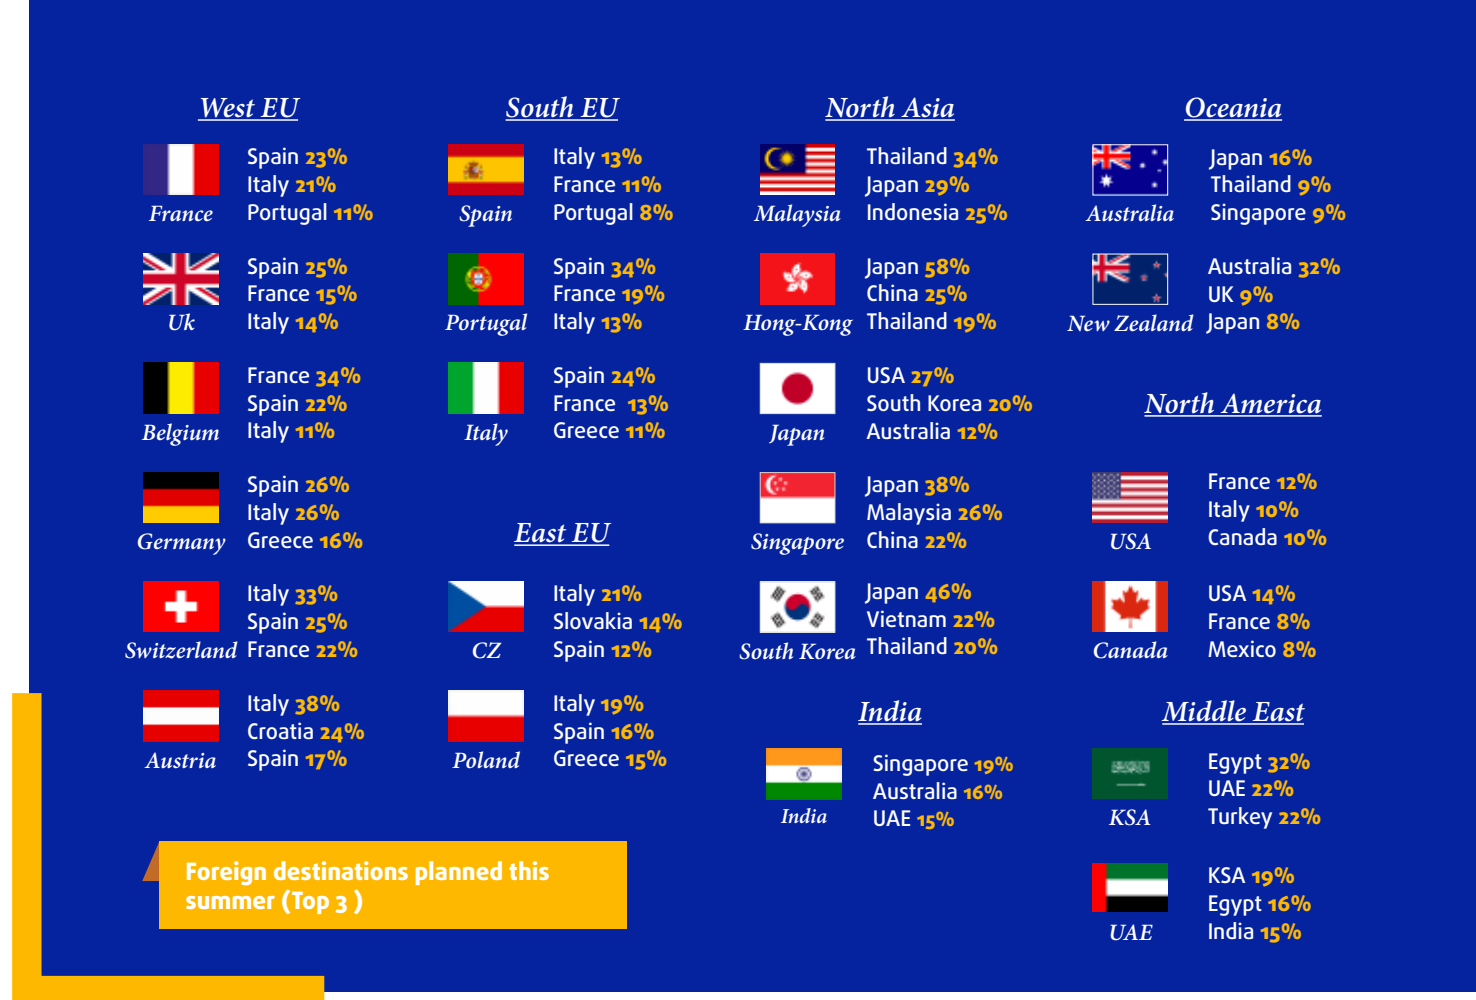 West EU
France
Spain 23%
Italy 21%
Portugal 11%
Uk
Spain 25%
France 15%
Italy 14%
Belgium
France 34%
Spain 22%
Italy 11%
Germany
Spain 26%
Italy 26%
Greece 16%
Switzerland
Italy 33%
Spain 25%
France 22%
Austria
Italy 38%
Croatia 24%
Spain 17%
South EU
Spain
Italy 13%
France 11%
Portugal 8%
Portugal
Spain 34%
France 19%
Italy 13%
Italy
Spain 24%
France 13%
Greece 11%
East EU
CZ
Italy 21%
Slovakia 14%
Spain 12%
Poland
Italy 19%
Spain 16%
Greece 15%
North Asia
Malaysia
Thailand 34%
Japan 29%
Indonesia 25%
Hong-Kong
Japan 58%
China 25%
Thailand 19%
Japan
USA 27%
South Korea 20%
Australia 12%
Singapore
Japan 38%
Malaysia 26%
China 22%
South Korea
Japan 46%
Vietnam 22%
Thailand 20%
India
India
Singapore 19%
Australia 16%
UAE 15%
Oceania
Australia
Japan 16%
Thailand 9%
Singapore 9%
New Zealand
Australia 32%
UK 9%
Japan 8%
North America
USA
France 12%
Italy 10%
Canada 10%
Canada
USA 14%
France 8%
Mexico 8%
Middle East
KSA
Egypt 32%
UAE 22%
Turkey 22%
UAE
KSA 19%
Egypt 16%
India 15%
Foreign destinations planned this
summer (Top 3 )